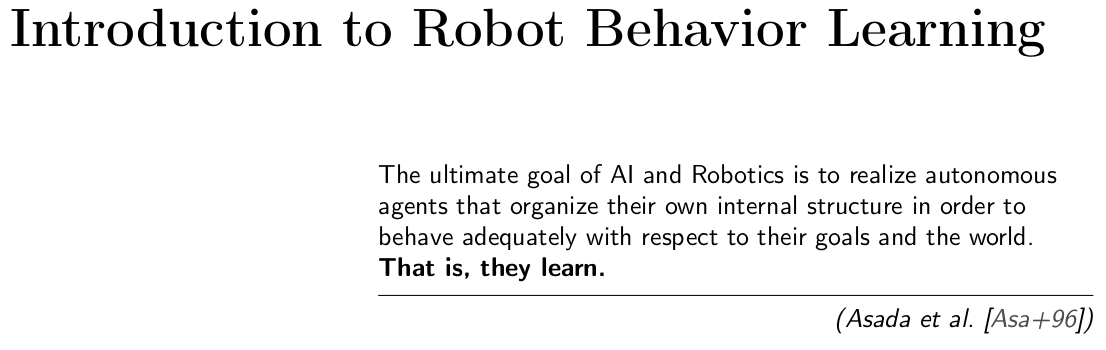 Introduction to Robot Behavior Learning
The ultimate goal of AI and Robotics is to realize autonomous
agents that organize their own internal structure in order to
behave adequately with respect to their goals and the world.
That is, they learn.
(Asada et al. [Asa+96])